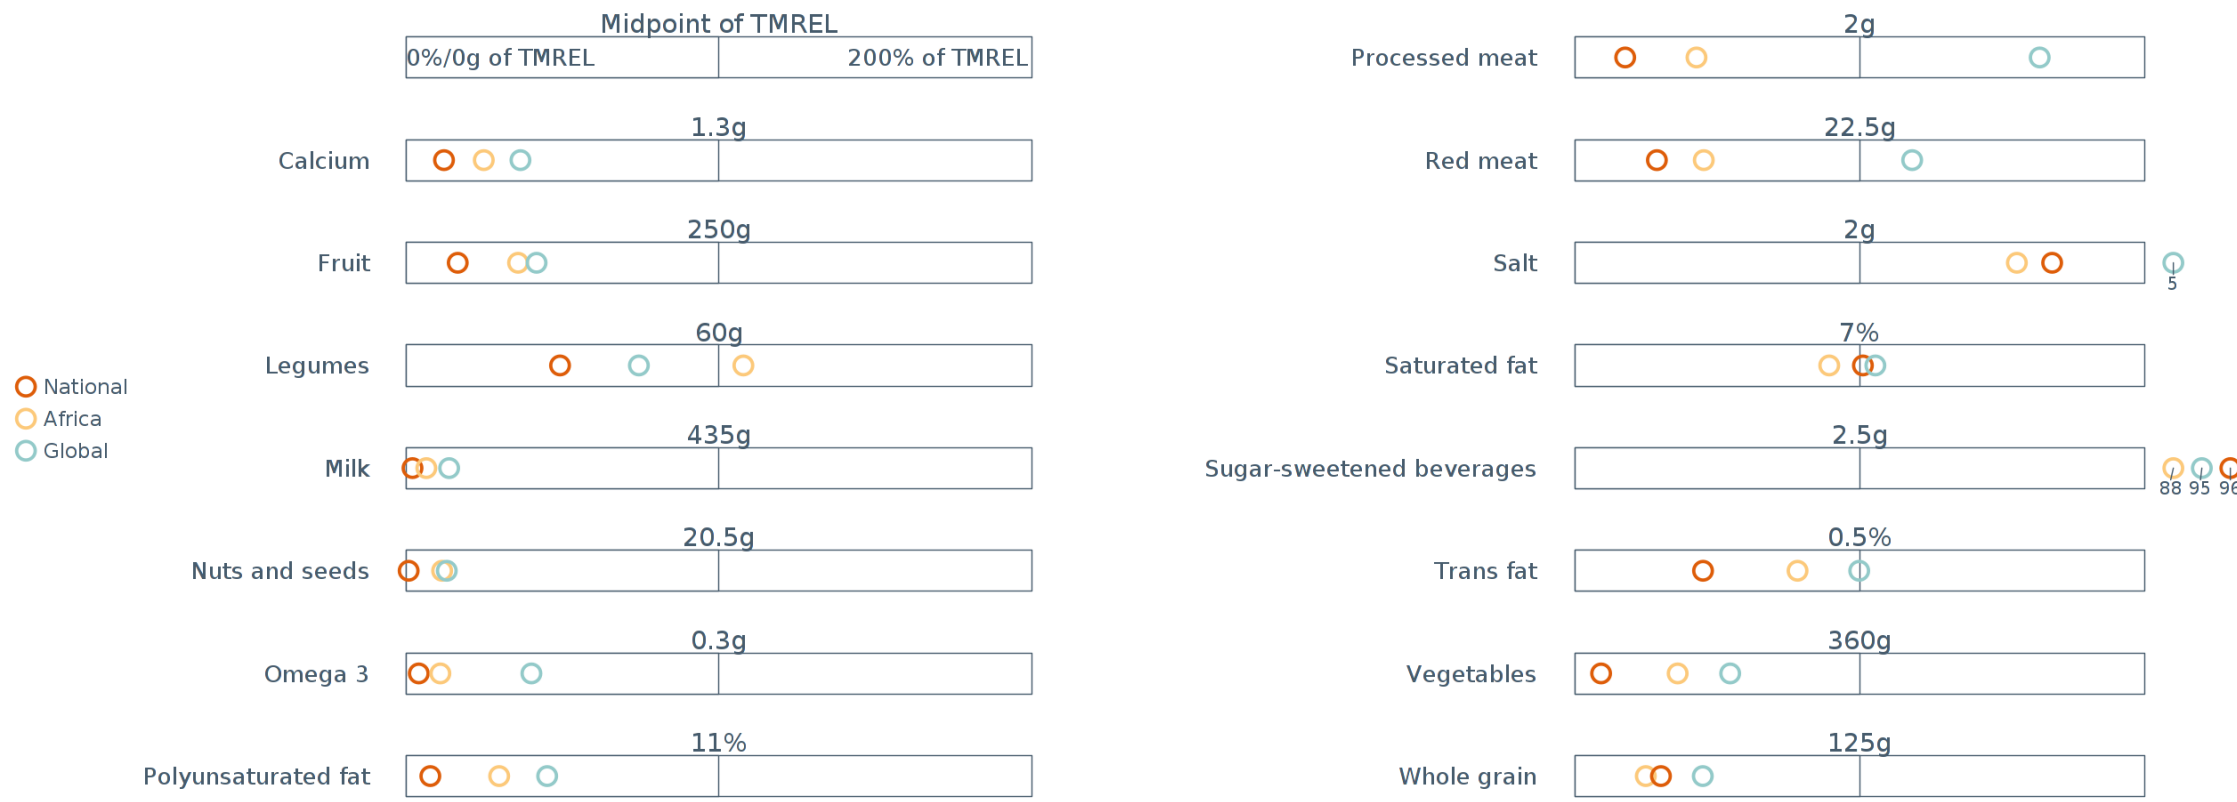 Midpoint of TMREL
0%/0g of TMREL
200% of TMREL
Calcium
1.3g
Fruit
250g
Legumes
60g
Milk
435g
Nuts and seeds
20.5g
Omega 3
0.3g
Polyunsaturated fat
11%
National
Africa
Global
Processed meat
2g
Red meat
22.5g
Salt
2g
5
Saturated fat
7%
Sugar-sweetened beverages
2.5g
88 95 96
Trans fat
0.5%
Vegetables
360g
Whole grain
125g